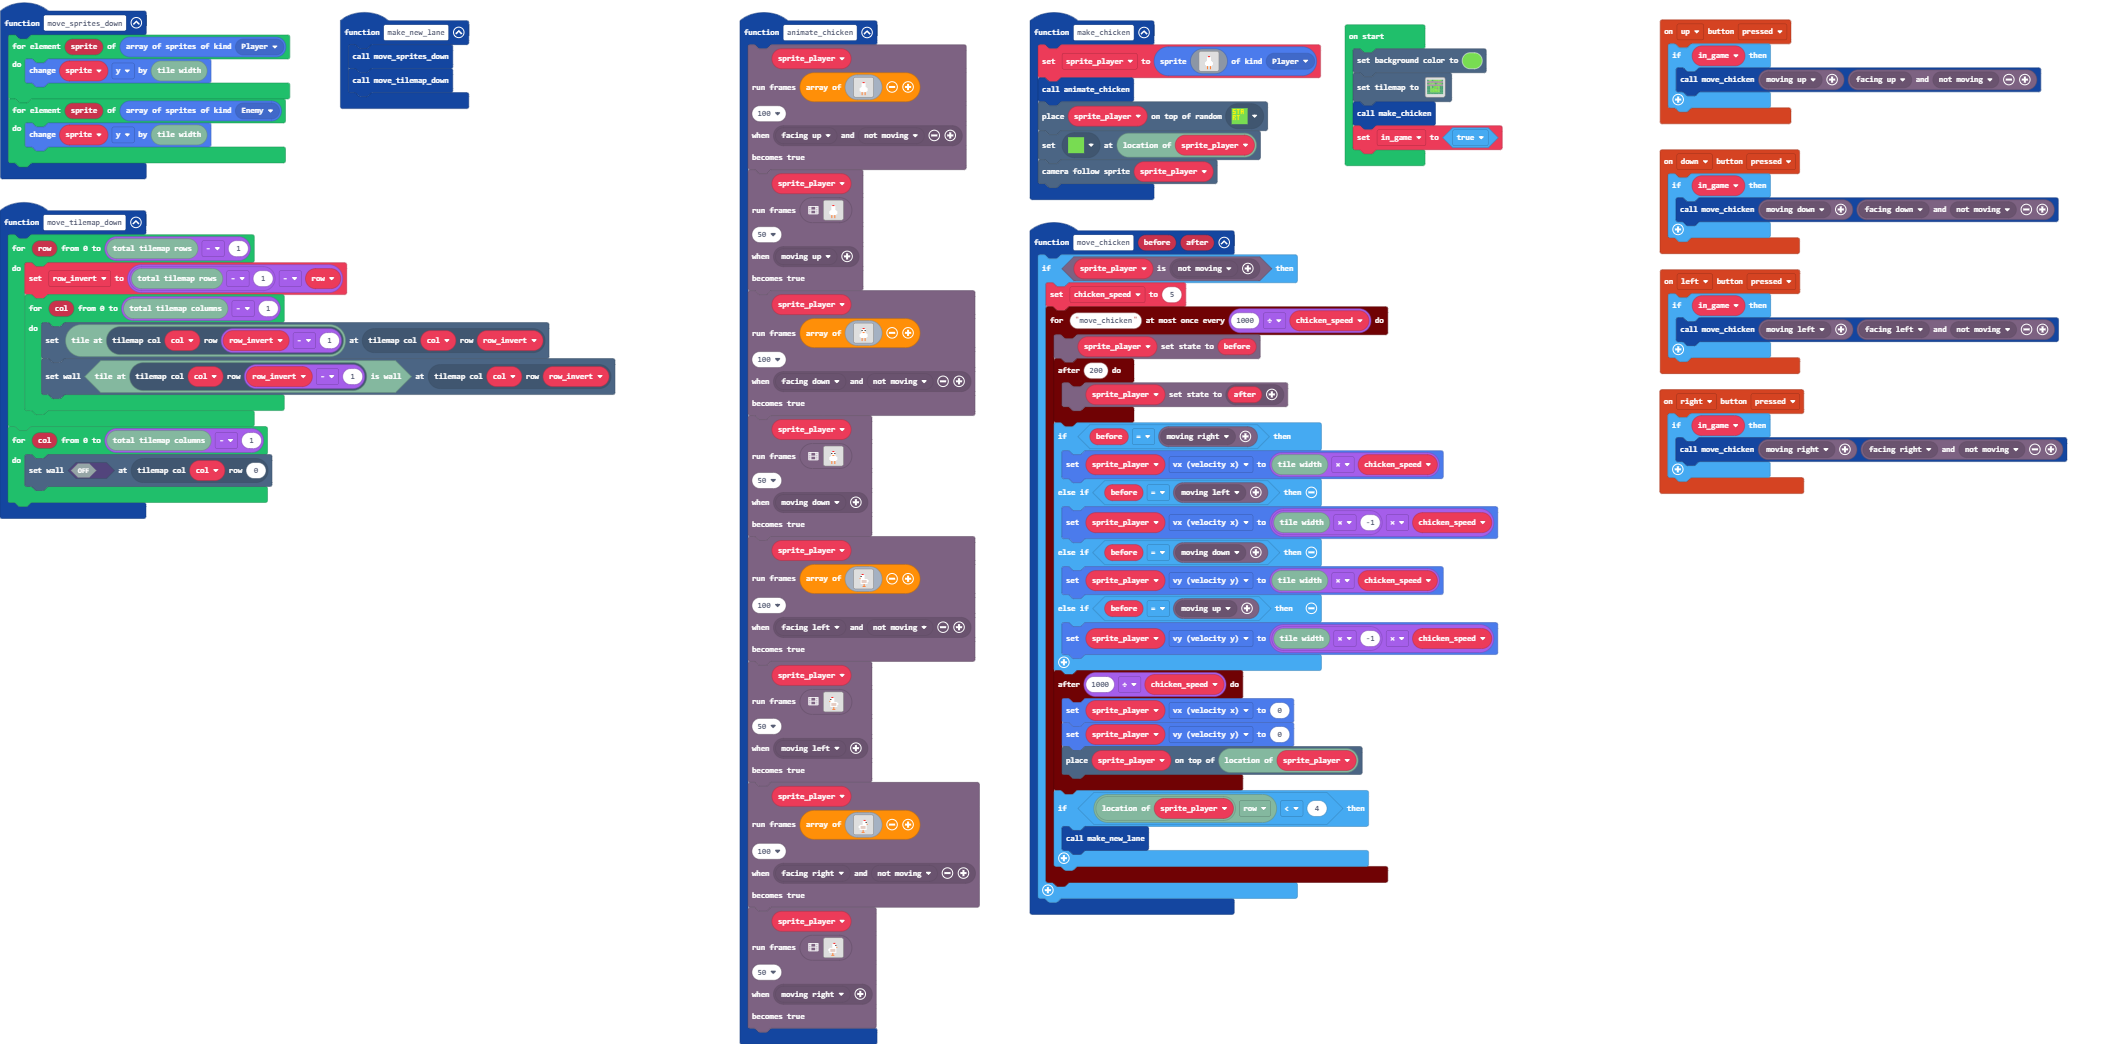 function move_sprites_down
for element sprite of array of sprites of kind Player
do change sprite y by tile width
for element sprite of array of sprites of kind Enemy
do change sprite y by tile width
function make_new_lane
call move_sprites_down
call move_tilemap_down
function move_tilemap_down
for row from 0 to total tilemap rows - 1
do set row_invert to total tilemap rows - 1 - row
for col from 0 to total tilemap columns - 1
do set tile at tilemap col col row row_invert - 1 at tilemap col col row row_invert
set wall tile at tilemap col col row row_invert - 1 is wall at tilemap col col row row_invert
for col from 0 to total tilemap columns - 1
do set wall OFF at tilemap col col row 0
function animate_chicken
sprite_player
run frames array of
100
when facing up and not moving
becomes true
sprite_player
run frames
50
when moving up
becomes true
sprite_player
run frames array of
100
when facing down and not moving
becomes true
sprite_player
run frames
50
when moving down
becomes true
sprite_player
run frames array of
100
when facing left and not moving
becomes true
sprite_player
run frames
50
when moving left
becomes true
sprite_player
run frames array of
100
when facing right and not moving
becomes true
sprite_player
run frames
50
when moving right
becomes true
function make_chicken
set sprite_player to sprite of kind Player
call animate_chicken
place sprite_player on top of random
set at location of sprite_player
camera follow sprite sprite_player
on start
set background color to
set tilemap to
call make_chicken
set in_game to true
function move_chicken before after
if sprite_player is not moving then
set chicken_speed to 5
for "move_chicken" at most once every 1000 ÷ chicken_speed do
sprite_player set state to before
after 200 do
sprite_player set state to after
if before = moving right then
set sprite_player vx (velocity x) to tile width × chicken_speed
else if before = moving left then
set sprite_player vx (velocity x) to tile width × -1 × chicken_speed
else if before = moving down then
set sprite_player vy (velocity y) to tile width × chicken_speed
else if before = moving up then
set sprite_player vy (velocity y) to tile width × -1 × chicken_speed
after 1000 ÷ chicken_speed do
set sprite_player vx (velocity x) to 0
set sprite_player vy (velocity y) to 0
place sprite_player on top of location of sprite_player
if location of sprite_player row < 4 then
call make_new_lane
on up button pressed
if in_game then
call move_chicken moving up facing up and not moving
on down button pressed
if in_game then
call move_chicken moving down facing down and not moving
on left button pressed
if in_game then
call move_chicken moving left facing left and not moving
on right button pressed
if in_game then
call move_chicken moving right facing right and not moving